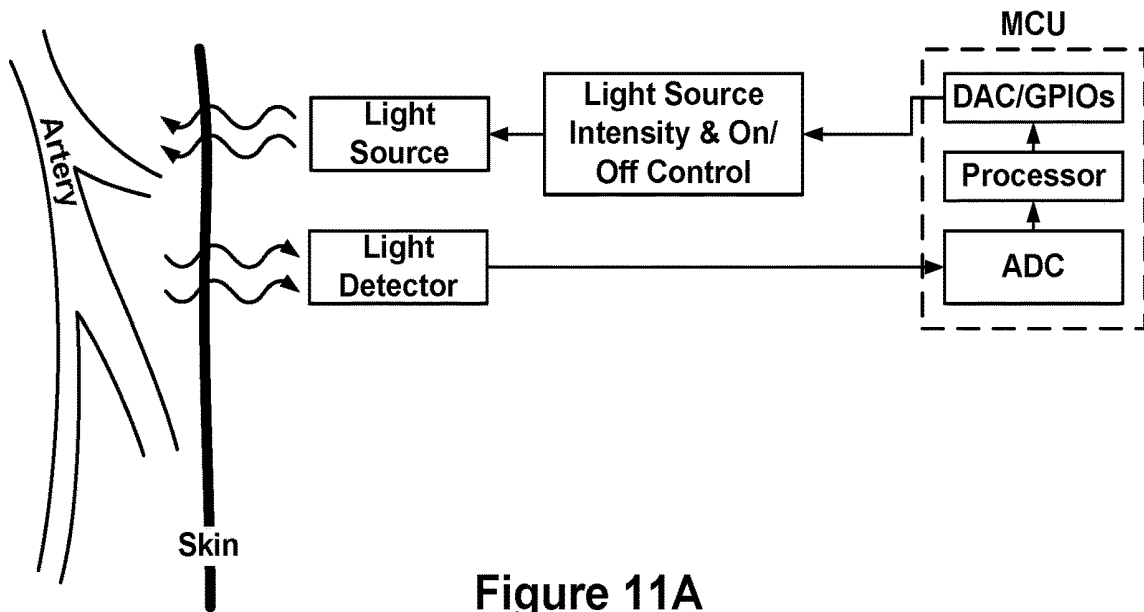 MCU
Artery
Light
Source
Light Source
Intensity & On/
Off Control
DAC/GPIOs
Processor
Light
Detector
ADC
Skin
Figure 11A